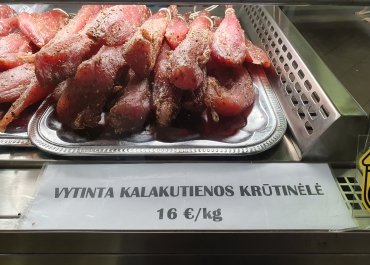 VYTINTA KALAKUTIENOS KRŪTINĖLĖ
16 €/kg